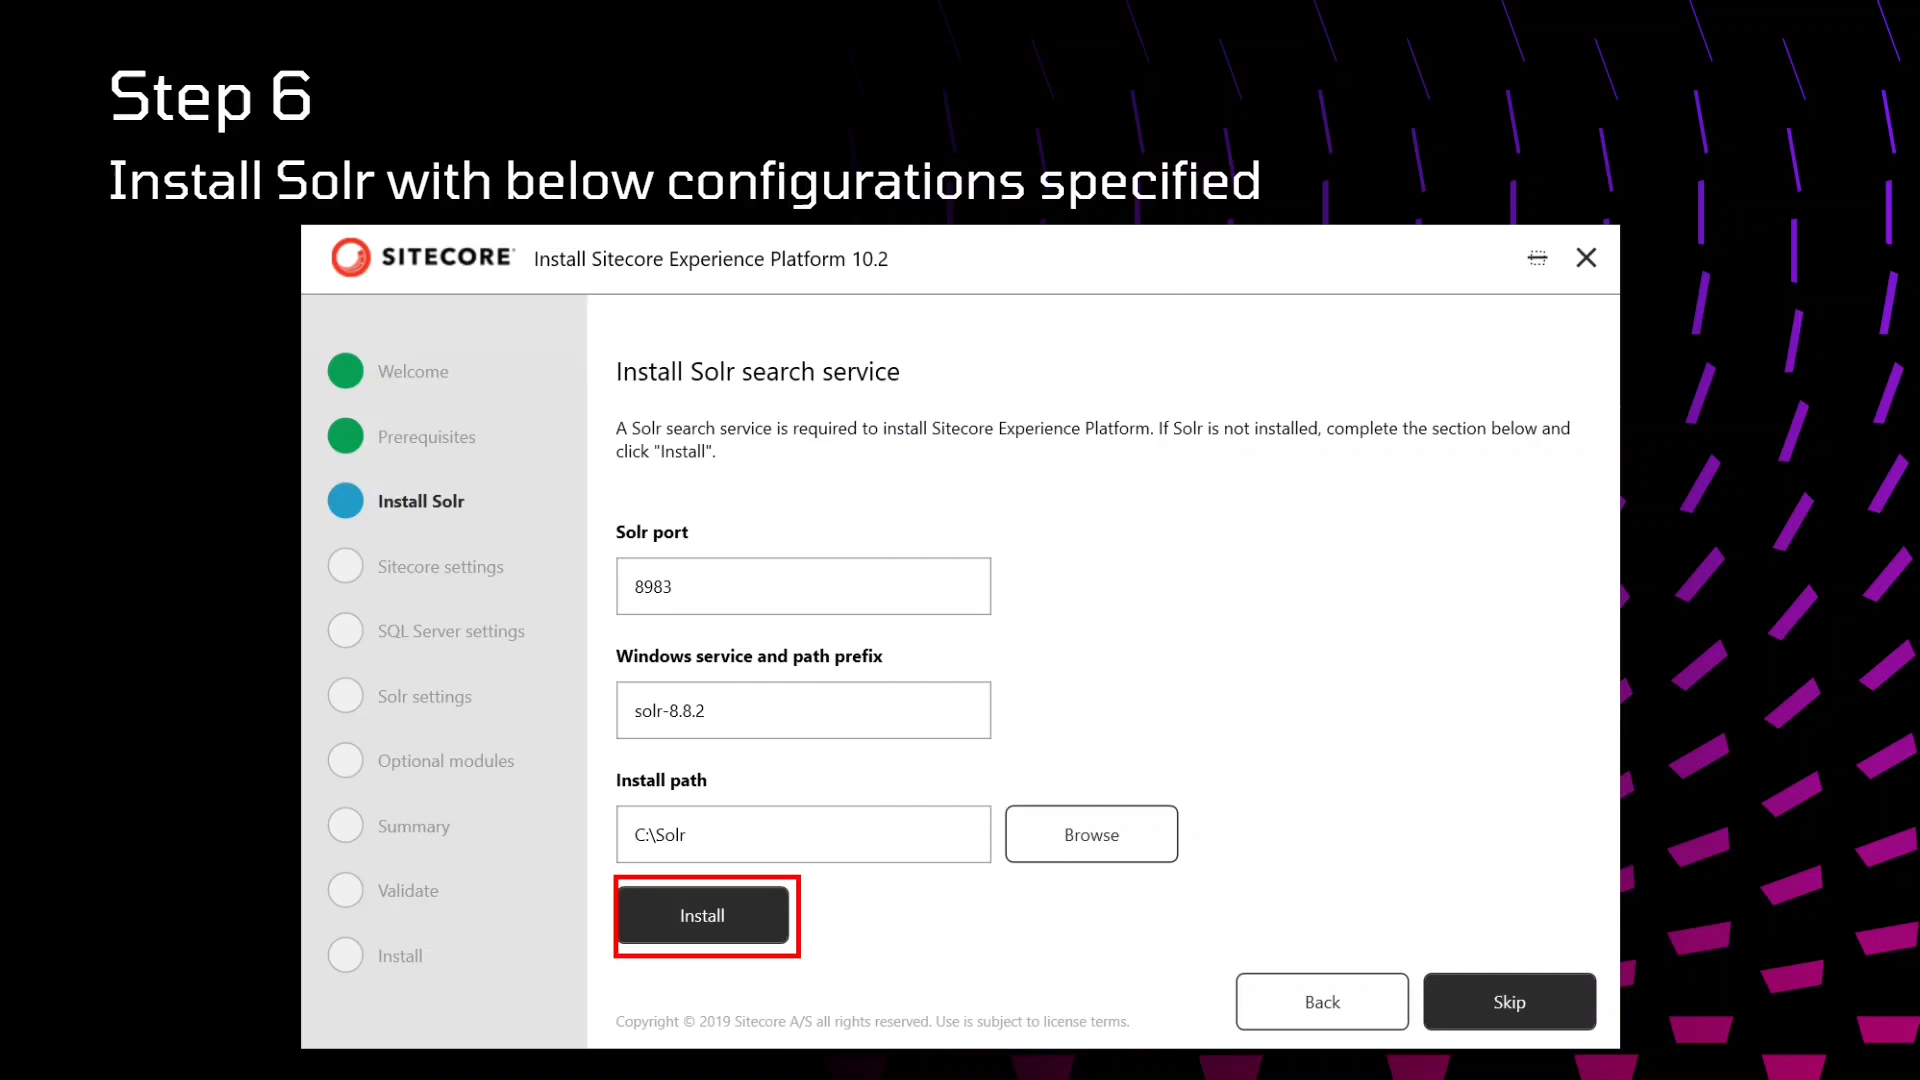 Step 6
Install Solr with below configurations specified
SITECORE
Install Sitecore Experience Platform 10.2
Welcome
Prerequisites
Install Solr
Sitecore settings
SQL Server settings
Solr settings
Optional modules
Summary
Validate
Install
Install Solr search service
A Solr search service is required to install Sitecore Experience Platform. If Solr is not installed, complete the section below and
click "Install".
Solr port
8983
Windows service and path prefix
solr-8.8.2
Install path
C:\Solr
Browse
Install
Back
Skip
Copyright © 2019 Sitecore A/S all rights reserved. Use is subject to license terms.